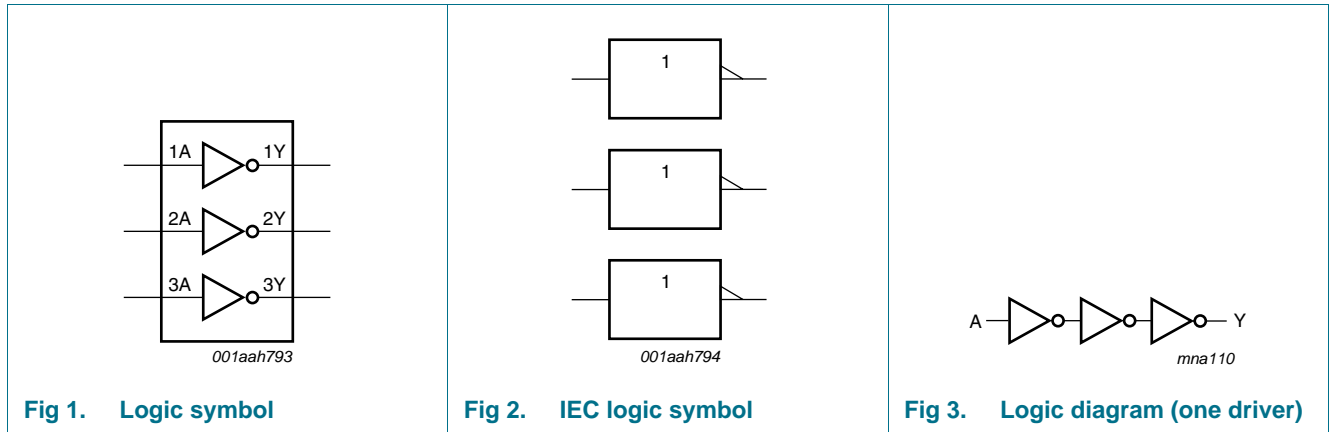 1A 1Y
2A 2Y
3A 3Y
001aah793
Fig 1. Logic symbol
1
1
1
001aah794
Fig 2. IEC logic symbol
A Y
mna110
Fig 3. Logic diagram (one driver)